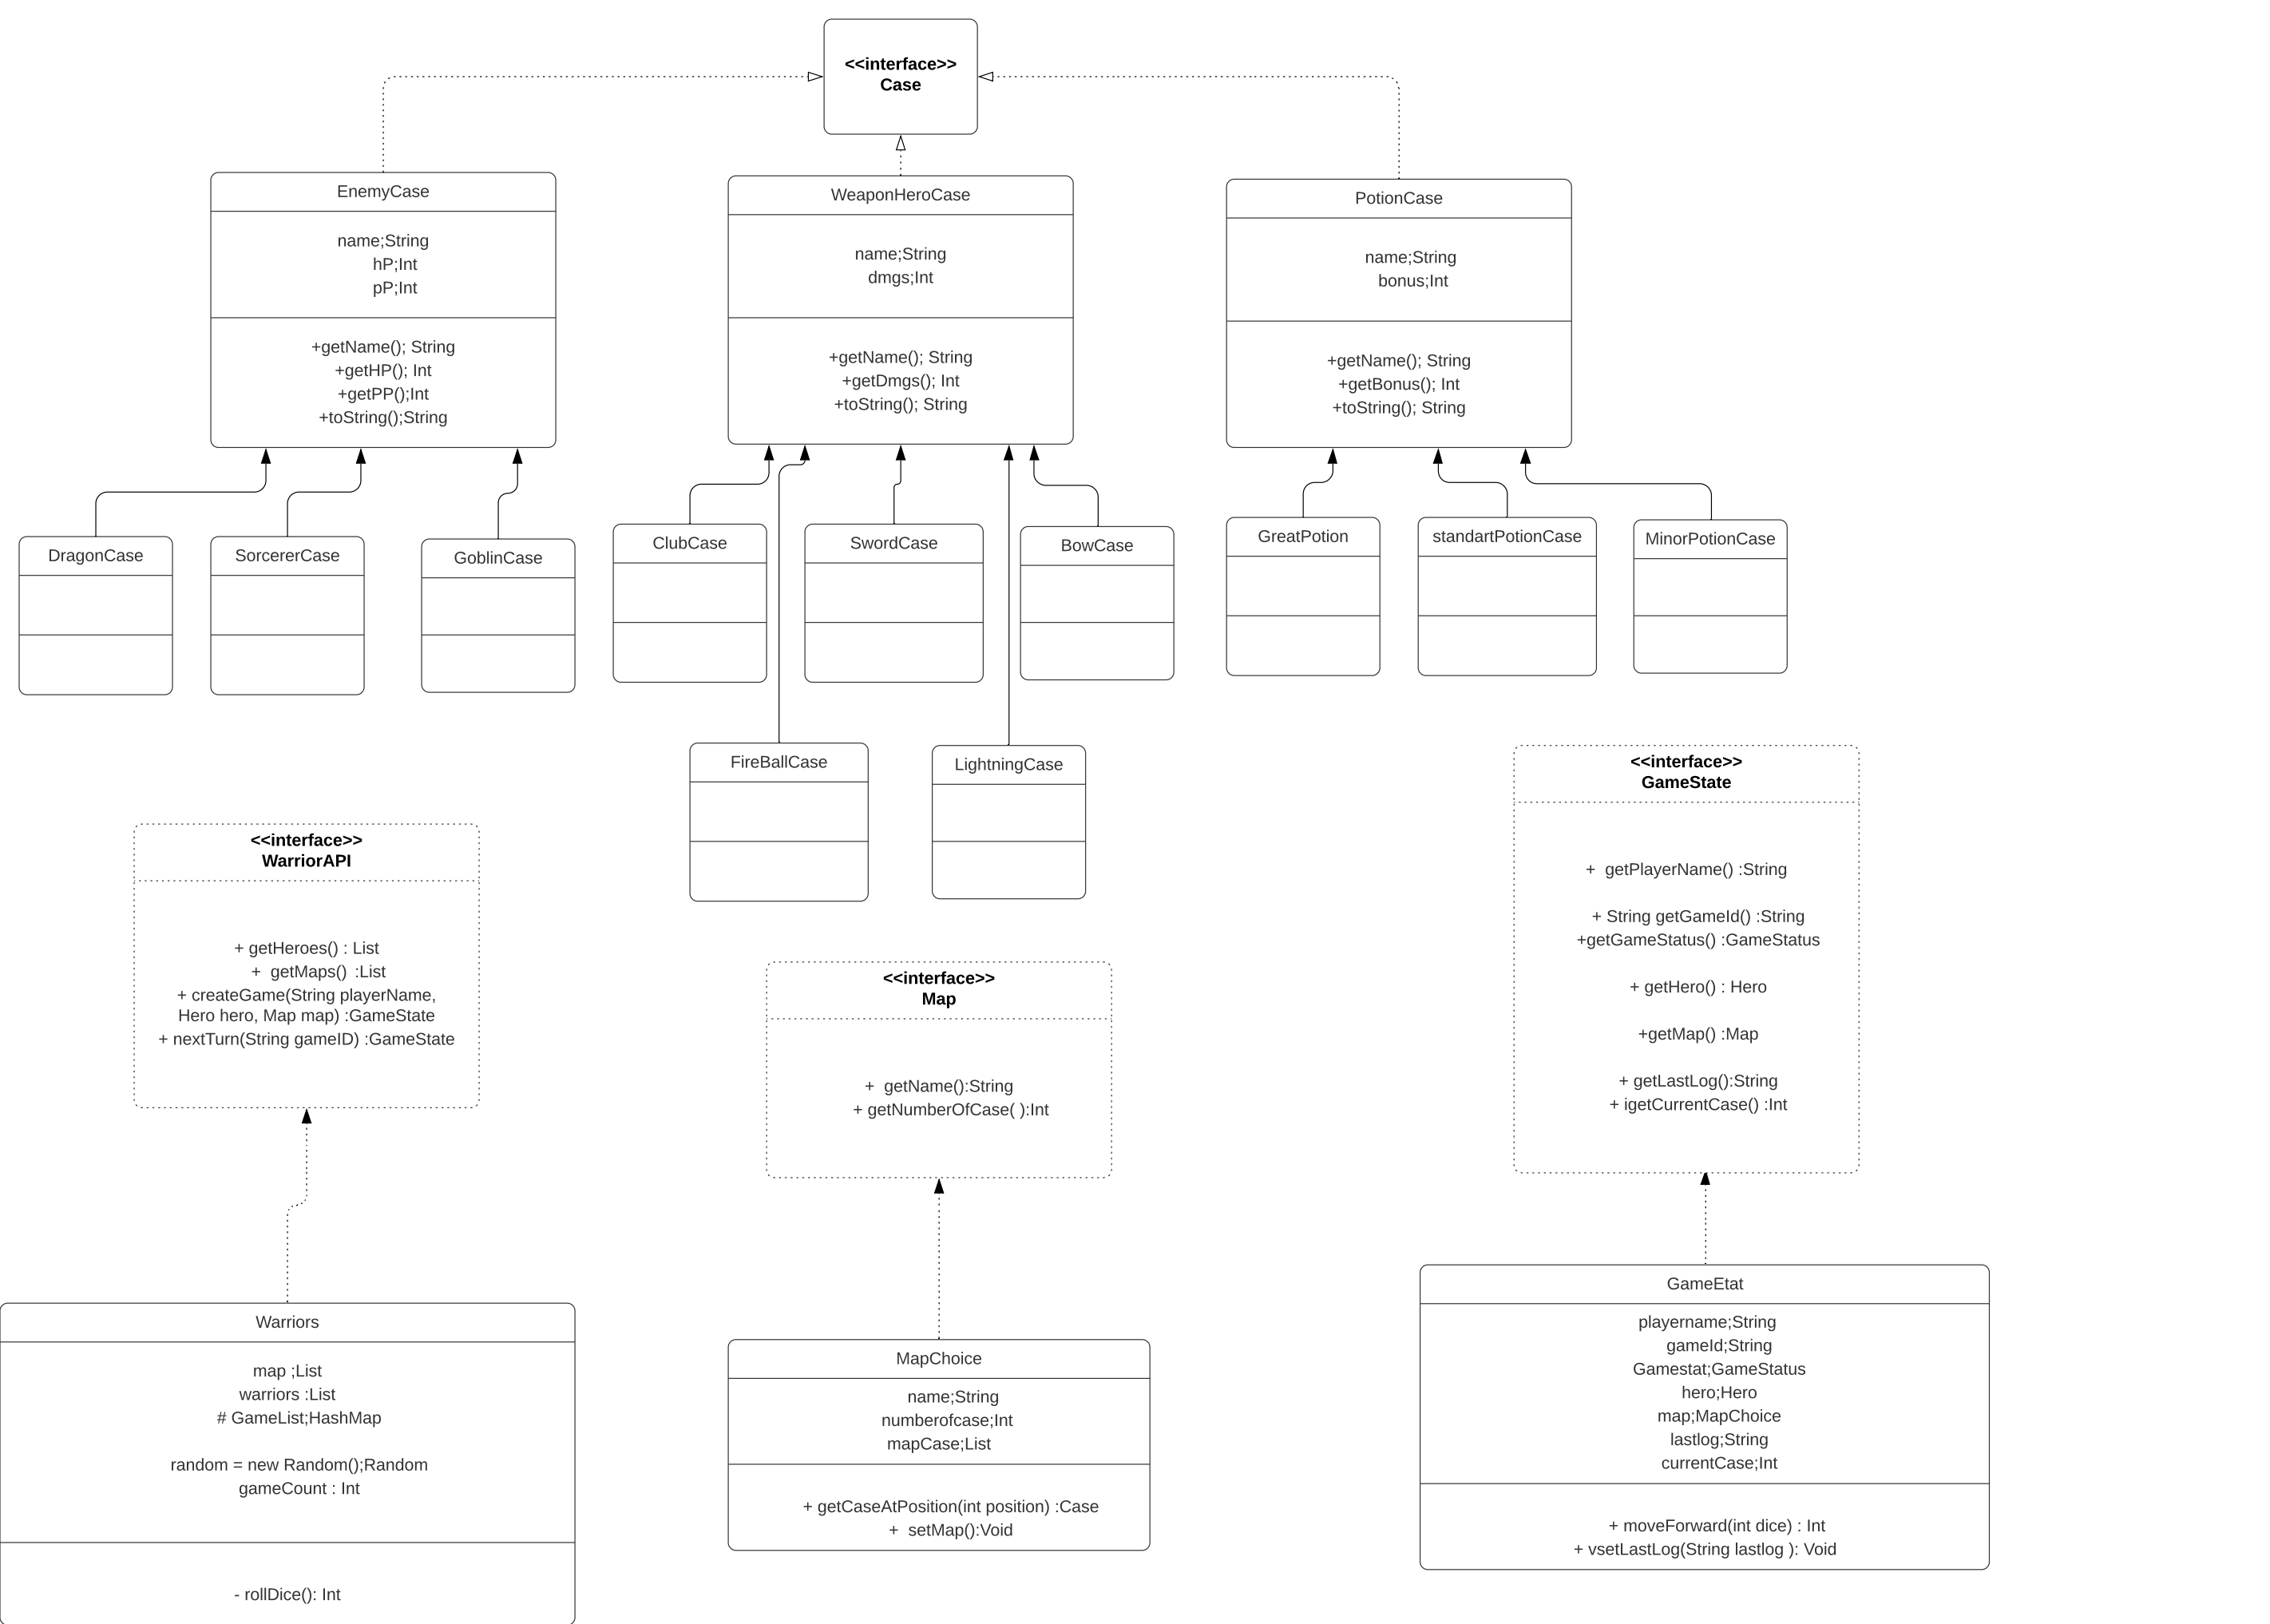 <<interface>>
Case
EnemyCase
name;String
hP;Int
pP;Int
+getName(); String
+getHP(); Int
+getPP();Int
+toString();String
WeaponHeroCase
name;String
dmgs;Int
+getName(); String
+getDmgs(); Int
+toString(); String
PotionCase
name;String
bonus;Int
+getName(); String
+getBonus(); Int
+toString(); String
DragonCase
SorcererCase
GoblinCase
ClubCase
SwordCase
BowCase
GreatPotion
standartPotionCase
MinorPotionCase
FireBallCase
LightningCase
<<interface>>
WarriorAPI
+ getHeroes() : List
+  getMaps()  :List
+ createGame(String playerName,
Hero hero, Map map) :GameState
+ nextTurn(String gameID) :GameState
<<interface>>
Map
+  getName():String
+ getNumberOfCase( ):Int
<<interface>>
GameState
+  getPlayerName() :String
+ String getGameId() :String
+getGameStatus() :GameStatus
+ getHero() : Hero
+getMap() :Map
+ getLastLog():String
+ igetCurrentCase() :Int
Warriors
map ;List
warriors :List
# GameList;HashMap
random = new Random();Random
gameCount : Int
- rollDice(): Int
MapChoice
name;String
numberofcase;Int
mapCase;List
+ getCaseAtPosition(int position) :Case
+  setMap():Void
GameEtat
playername;String
gameId;String
Gamestat;GameStatus
hero;Hero
map;MapChoice
lastlog;String
currentCase;Int
+ moveForward(int dice) : Int
+ vsetLastLog(String lastlog ): Void